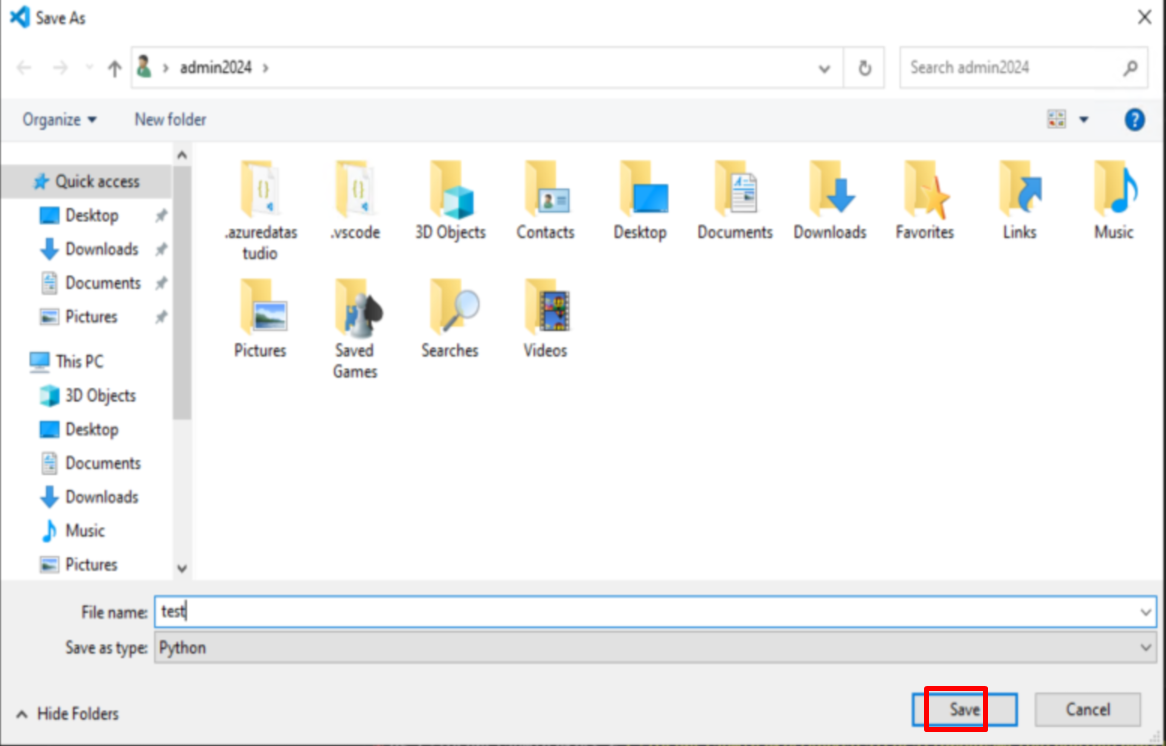 Save As
admin2024
Search admin2024
Organize
New folder
?
Quick access
Desktop
Downloads
Documents
Pictures
This PC
3D Objects
Desktop
Documents
Downloads
Music
Pictures
.azuredatas
tudio
.vscode
3D Objects
Contacts
Desktop
Documents
Downloads
Favorites
Links
Music
Pictures
Saved
Games
Searches
Videos
File name: test
Save as type: Python
Hide Folders
Save
Cancel